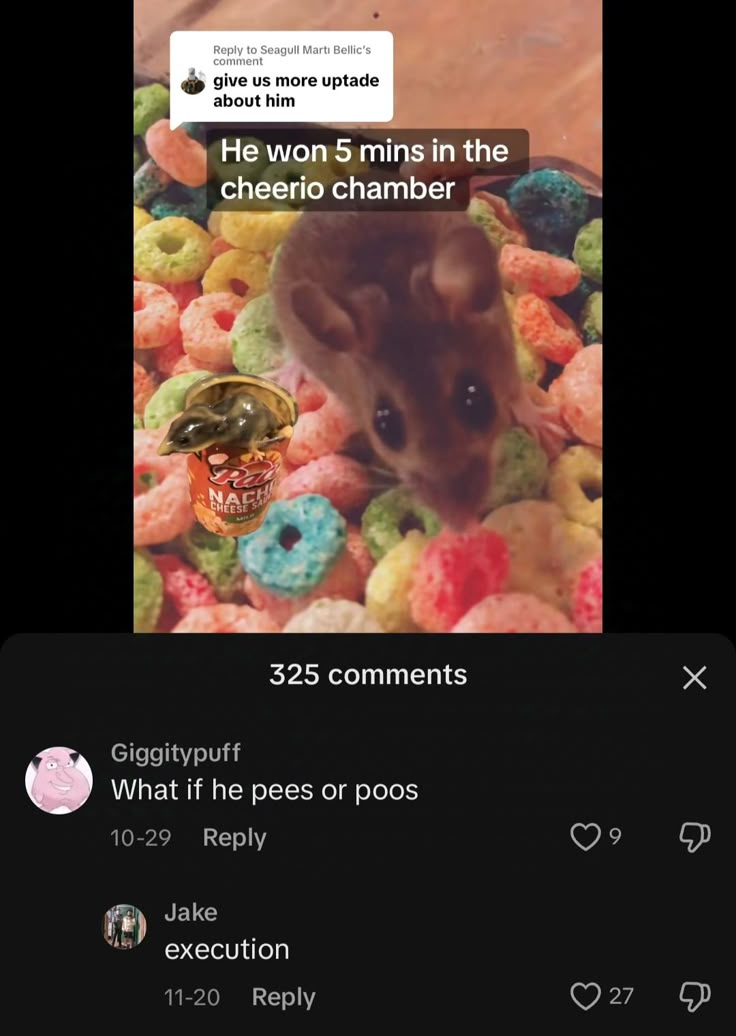 Reply to Seagull Martı Bellic's
comment
give us more uptade
about him
He won 5 mins in the
cheerio chamber
NACH
CHEESE SA
MILD
325 comments
Giggitypuff
What if he pees or poos
10-29 Reply
9
Jake
execution
11-20 Reply
27